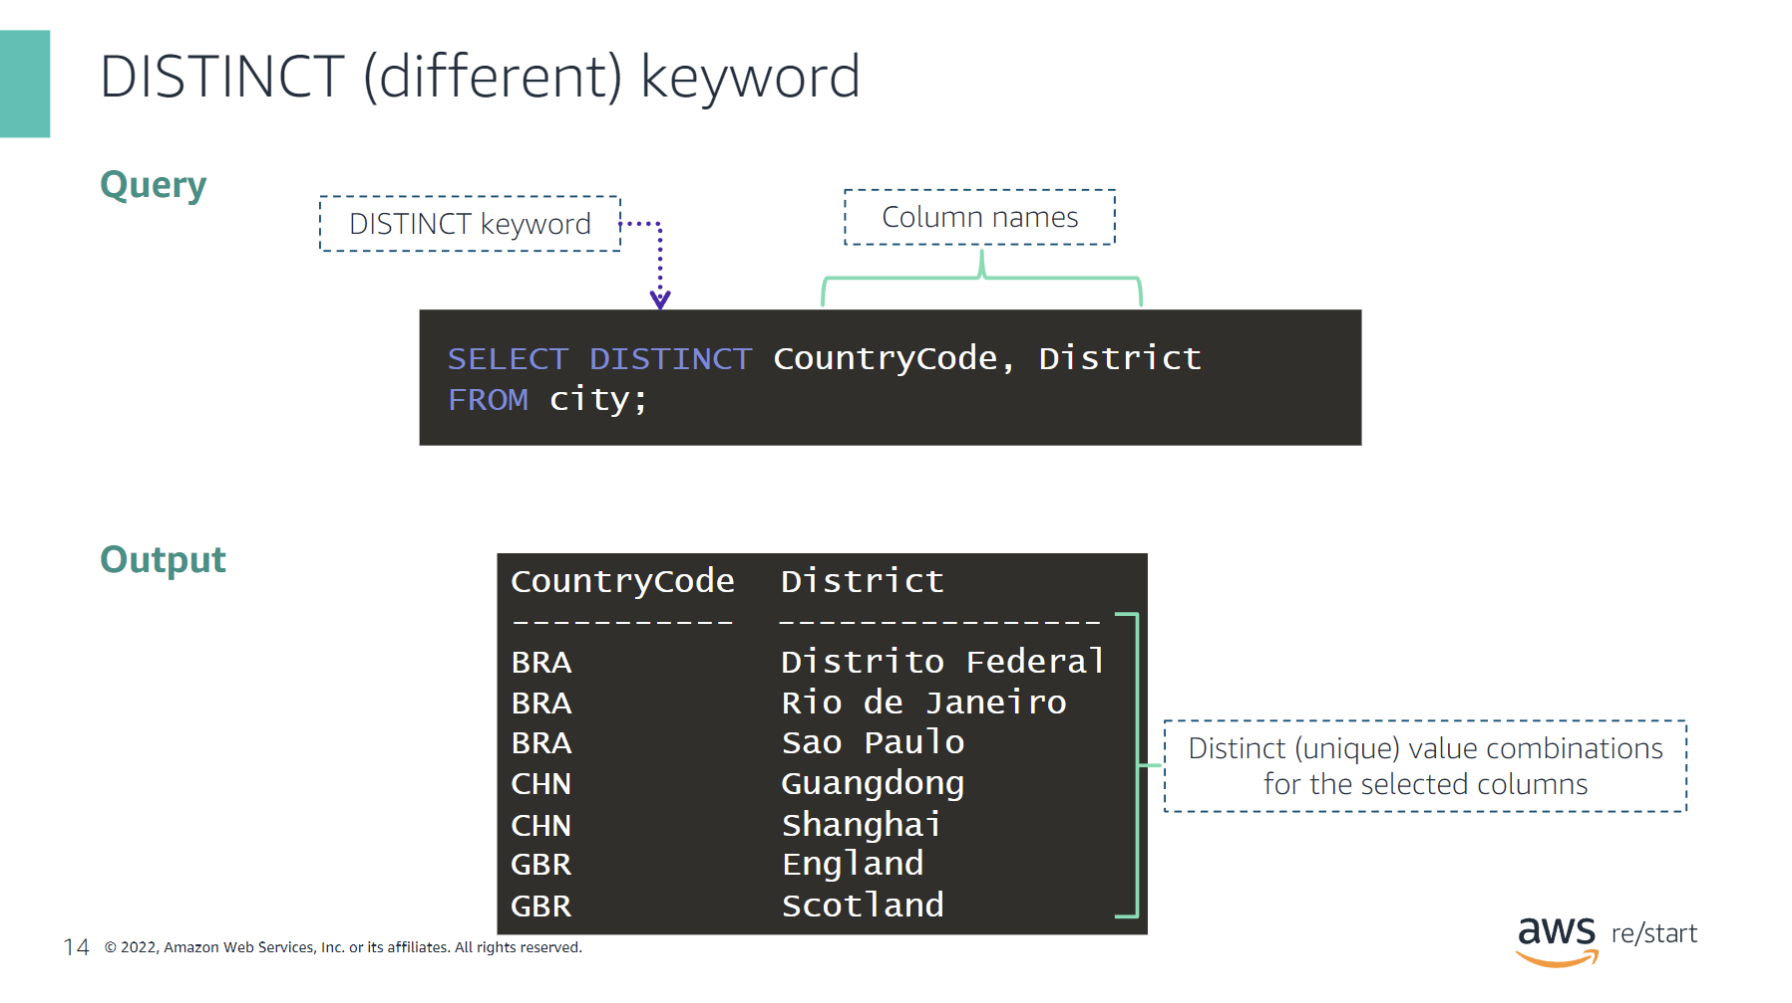 DISTINCT (different) keyword
Query
DISTINCT keyword
Column names
SELECT DISTINCT CountryCode, District
FROM city;
Output
CountryCode District
----------- ----------------
BRA Distrito Federal
BRA Rio de Janeiro
BRA Sao Paulo
CHN Guangdong
CHN Shanghai
GBR England
GBR Scotland
Distinct (unique) value combinations
for the selected columns
14 © 2022, Amazon Web Services, Inc. or its affiliates. All rights reserved.
aws re/start